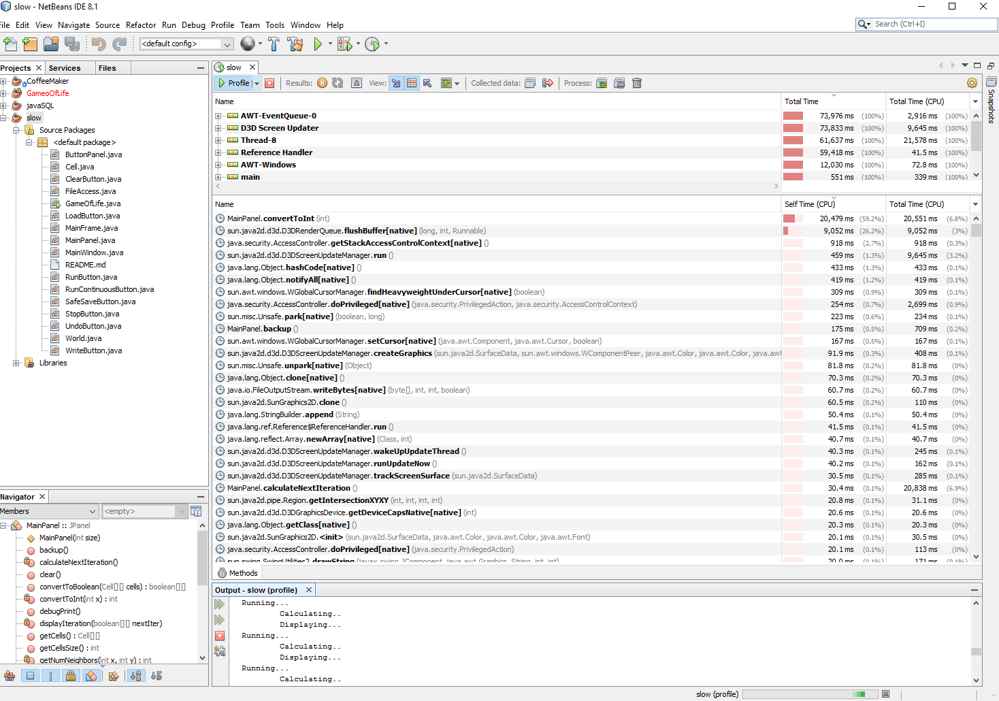 slow - NetBeans IDE 8.1
ile Edit View Navigate Source Refactor Run Debug Profile Team Tools Window Help
Search (Ctrl+I)
<default config>
Projects Services Files
CoffeeMaker
GameofLife
javaSQL
slow
Source Packages
<default package>
ButtonPanel.java
Cell.java
ClearButton.java
FileAccess.java
GameOfLife.java
LoadButton.java
MainFrame.java
MainPanel.java
MainWindow.java
README.md
RunButton.java
RunContinuousButton.java
SafeSaveButton.java
StopButton.java
UndoButton.java
World.java
WriteButton.java
Libraries
Navigator
Members <empty>
MainPanel :: JPanel
MainPanel(int size)
backup()
calculateNextIteration()
clear()
convertToBoolean(Cell[][] cells) : boolean[][]
convertToInt(int x) : int
debugPrint()
displayIteration(boolean[][] nextIter)
getCells() : Cell[][]
getCellsSize() : int
getNumNeighbors(int x, int y) : int
slow
Profile Results: View: Collected data: Process:
Snapshots
Name Total Time Total Time (CPU)
AWT-EventQueue-0 73,976 ms (100%) 2,916 ms (100%)
D3D Screen Updater 73,833 ms (100%) 9,645 ms (100%)
Thread-8 61,637 ms (100%) 21,578 ms (100%)
Reference Handler 59,418 ms (100%) 41.5 ms (100%)
AWT-Windows 12,030 ms (100%) 72.8 ms (100%)
main 551 ms (100%) 339 ms (100%)
Name Self Time (CPU) Total Time (CPU)
MainPanel.convertToInt (int) 20,479 ms (59.2%) 20,551 ms (6.8%)
sun.java2d.d3d.D3DRenderQueue.flushBuffer[native] (long, int, Runnable) 9,052 ms (26.2%) 9,052 ms (3%)
java.security.AccessController.getStackAccessControlContext[native] () 918 ms (2.7%) 918 ms (0.3%)
sun.java2d.d3d.D3DScreenUpdateManager.run () 459 ms (1.3%) 9,645 ms (3.2%)
java.lang.Object.hashCode[native] () 433 ms (1.3%) 433 ms (0.1%)
java.lang.Object.notifyAll[native] () 419 ms (1.2%) 419 ms (0.1%)
sun.awt.windows.WGlobalCursorManager.findHeavyweightUnderCursor[native] (boolean) 309 ms (0.9%) 309 ms (0.1%)
java.security.AccessController.doPrivileged[native] (java.security.PrivilegedAction, java.security.AccessControlContext) 254 ms (0.7%) 2,699 ms (0.9%)
sun.misc.Unsafe.park[native] (boolean, long) 223 ms (0.6%) 234 ms (0.1%)
MainPanel.backup () 175 ms (0.5%) 709 ms (0.2%)
sun.awt.windows.WGlobalCursorManager.setCursor[native] (java.awt.Component, java.awt.Cursor, boolean) 167 ms (0.5%) 167 ms (0.1%)
sun.java2d.d3d.D3DScreenUpdateManager.createGraphics (sun.java2d.SurfaceData, sun.awt.windows.WComponentPeer, java.awt.Color, java.awt.Color, java.awt 91.9 ms (0.3%) 408 ms (0.1%)
sun.misc.Unsafe.unpark[native] (Object) 81.8 ms (0.2%) 81.8 ms (0%)
java.lang.Object.clone[native] () 70.3 ms (0.2%) 70.3 ms (0%)
java.io.FileOutputStream.writeBytes[native] (byte[], int, int, boolean) 60.7 ms (0.2%) 60.7 ms (0%)
sun.java2d.SunGraphics2D.clone () 60.5 ms (0.2%) 110 ms (0%)
java.lang.StringBuilder.append (String) 50.4 ms (0.1%) 50.4 ms (0%)
java.lang.ref.Reference$ReferenceHandler.run () 41.5 ms (0.1%) 41.5 ms (0%)
java.lang.reflect.Array.newArray[native] (Class, int) 40.7 ms (0.1%) 40.7 ms (0%)
sun.java2d.d3d.D3DScreenUpdateManager.wakeUpUpdateThread () 40.3 ms (0.1%) 245 ms (0.1%)
sun.java2d.d3d.D3DScreenUpdateManager.runUpdateNow () 40.2 ms (0.1%) 162 ms (0.1%)
sun.java2d.d3d.D3DScreenUpdateManager.trackScreenSurface (sun.java2d.SurfaceData) 30.5 ms (0.1%) 285 ms (0.1%)
MainPanel.calculateNextIteration () 30.4 ms (0.1%) 20,838 ms (6.9%)
sun.java2d.pipe.Region.getIntersectionXYXY (int, int, int, int) 20.8 ms (0.1%) 31.1 ms (0%)
sun.java2d.d3d.D3DGraphicsDevice.getDeviceCapsNative[native] (int) 20.6 ms (0.1%) 20.6 ms (0%)
java.lang.Object.getClass[native] () 20.3 ms (0.1%) 20.3 ms (0%)
sun.java2d.SunGraphics2D.<init> (sun.java2d.SurfaceData, java.awt.Color, java.awt.Color, java.awt.Font) 20.1 ms (0.1%) 30.5 ms (0%)
java.security.AccessController.doPrivileged[native] (java.security.PrivilegedAction) 20.1 ms (0.1%) 113 ms (0%)
sun.swing.SwingUtilities2.drawString (javax.swing.JComponent, java.awt.Graphics, String, int, int) 20.0 ms (0.1%) 171 ms (0.1%)
Methods
Output - slow (profile)
Running...
Calculating..
Displaying...
Running...
Calculating..
Displaying...
Running...
Calculating..
slow (profile)